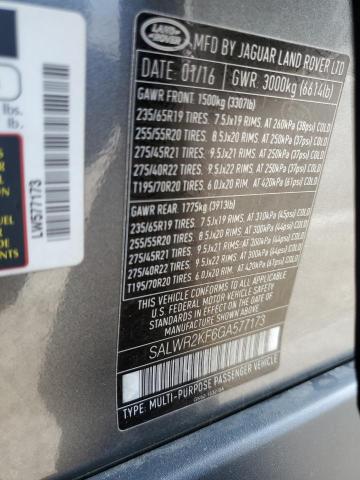 LAND
ROVER
MFD BY JAGUAR LAND ROVER LTD
DATE 01/16 GWR 3000kg (6614lb)
GAWR FRONT 1500kg (3307lb)
235/65R19 TIRES 7.5Jx19 RIMS AT 260kPA (38psi) COLD
255/55R20 TIRES 8.5Jx20 RIMS AT 250kPA (37psi) COLD
275/45R21 TIRES 9.5Jx21 RIMS AT 250kPA (37psi) COLD
275/40R22 TIRES 9.5Jx22 RIMS AT 250kPA (37psi) COLD
T195/70R20 TIRES 6.0Jx20 RIM AT 420kPA (61psi) COLD
GAWR REAR 1775kg (3913lb)
235/65R19 TIRES 7.5Jx19 RIMS AT 310kPA (45psi) COLD
255/55R20 TIRES 8.5Jx20 RIMS AT 300kPA (44psi) COLD
275/45R21 TIRES 9.5Jx21 RIMS AT 300kPA (44psi) COLD
275/40R22 TIRES 9.5Jx22 RIMS AT 300kPA (44psi) COLD
T195/70R20 TIRES 6.0Jx20 RIM AT 420kPA (61psi) COLD
THIS VEHICLE CONFORMS TO ALL APPLICABLE
U.S. FEDERAL MOTOR VEHICLE SAFETY STANDARDS
IN EFFECT ON THE DATE OF MANUFACTURE SHOWN ABOVE
SALWR2KF6GA577173
TYPE: MULTI-PURPOSE PASSENGER VEHICLE
lbs.
lb.
LW577173